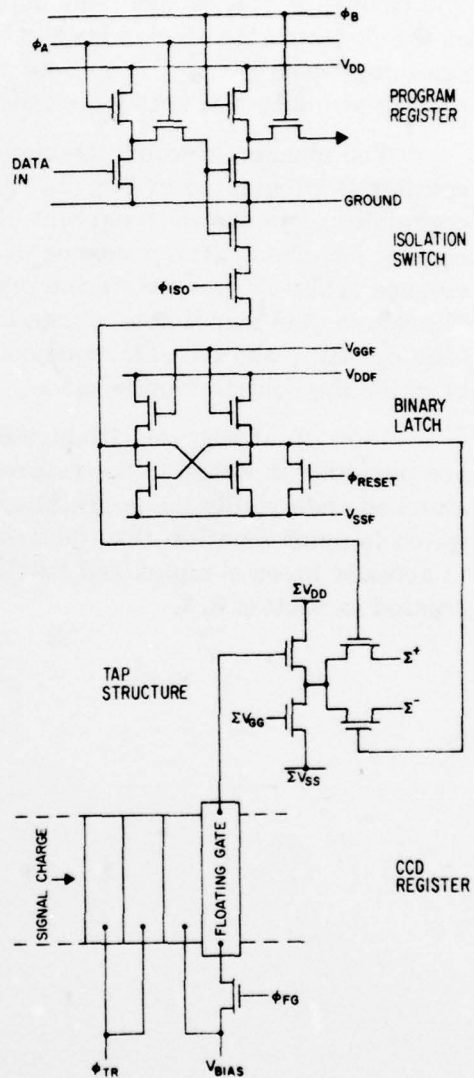 ΦB
ΦA
VDD
PROGRAM
REGISTER
DATA
IN
GROUND
ISOLATION
SWITCH
ΦISO
VGGF
VDDF
BINARY
LATCH
ΦRESET
VSSF
ΣVDD
TAP
STRUCTURE
Σ+
ΣVGG
Σ-
ΣVSS
SIGNAL CHARGE
FLOATING GATE
CCD
REGISTER
ΦFG
ΦTR
VBIAS